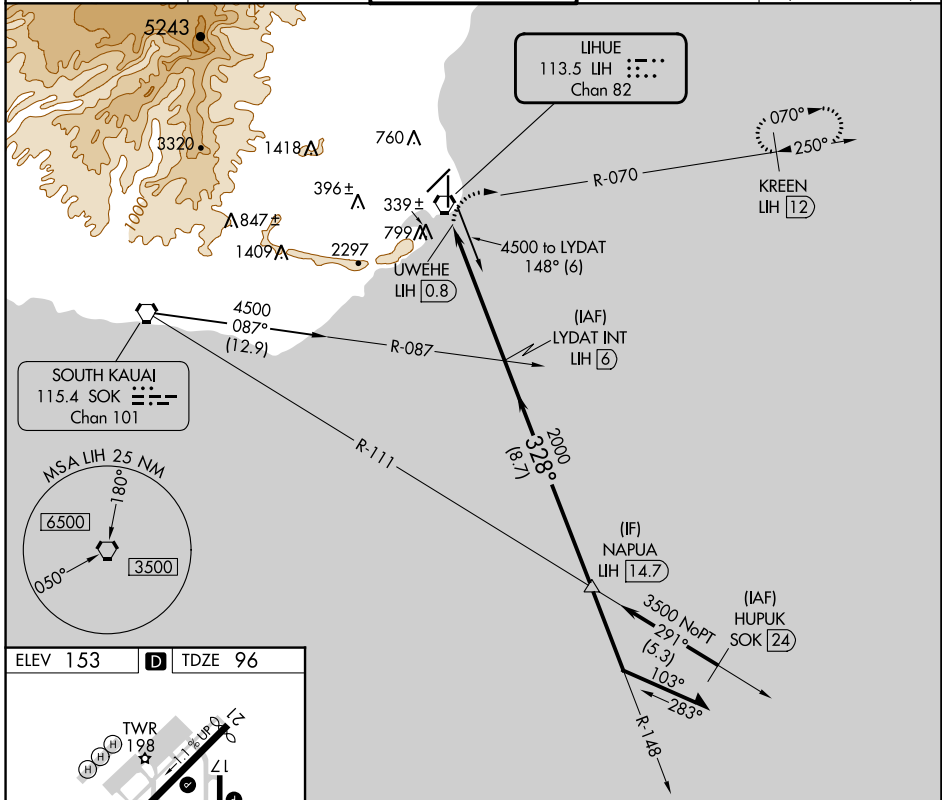 5243
LIHUE
113.5 LIH
Chan 82
3320
1418
760
070°
250°
KREEN
LIH 12
R-070
396±
339±
847±
799
1409
2297
UWEHE
LIH 0.8
4500 to LYDAT
148° (6)
4500
087°
(12.9)
R-087
(IAF)
LYDAT INT
LIH 6
SOUTH KAUAI
115.4 SOK
Chan 101
R-111
2000
328°
(8.7)
MSA LIH 25 NM
180°
6500
3500
050°
(IF)
NAPUA
LIH 14.7
3500 NoPT
291°
(5.3)
(IAF)
HUPUK
SOK 24
103°
283°
R-148
ELEV 153 D TDZE 96
TWR
198
H H H
1.1% UP
21
17
P